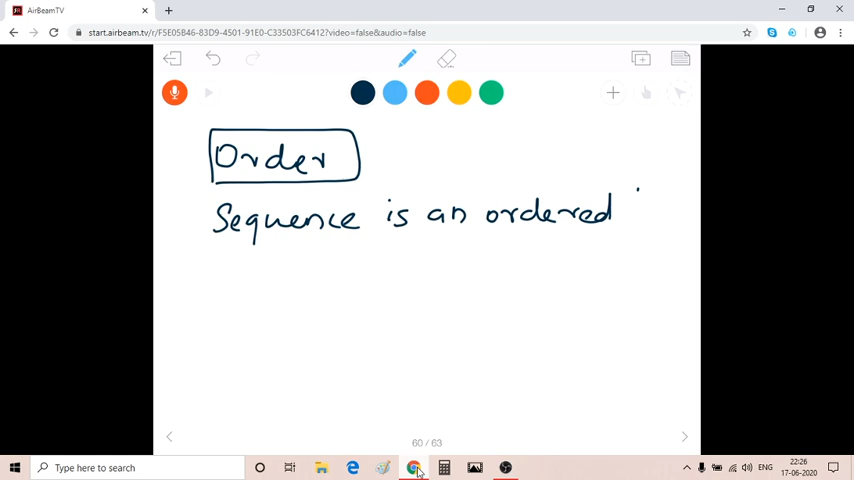 AirBeamTV
start.airbeam.tv/r/F5E05B46-83D9-4501-91E0-C33503FC6412?video=false&audio=false
Order
Sequence is an ordered
60 / 63
Type here to search
ENG
22:26
17-06-2020